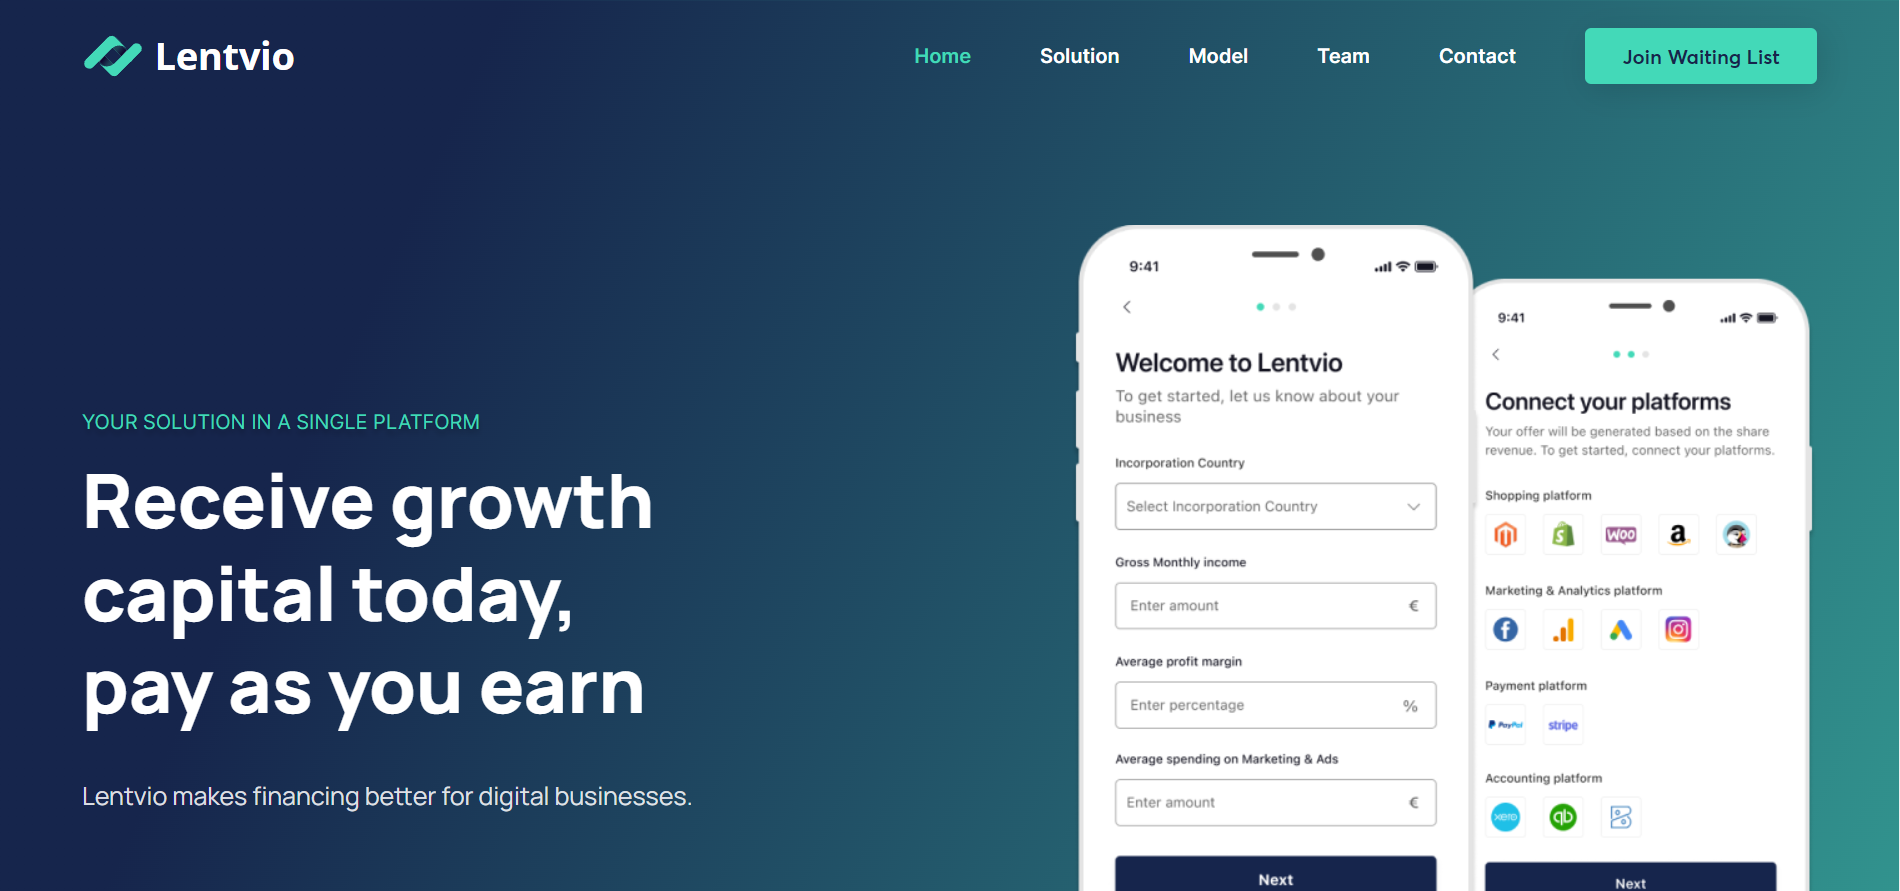 Lentvio
Home
Solution
Model
Team
Contact
Join Waiting List
YOUR SOLUTION IN A SINGLE PLATFORM
Receive growth
capital today,
pay as you earn
Lentvio makes financing better for digital businesses.
9:41
Welcome to Lentvio
To get started, let us know about your
business
Incorporation Country
Select Incorporation Country
Gross Monthly income
Enter amount €
Average profit margin
Enter percentage %
Average spending on Marketing & Ads
Enter amount €
Next
9:41
Connect your platforms
Your offer will be generated based on the share
revenue. To get started, connect your platforms.
Shopping platform
WOO
a
Marketing & Analytics platform
Payment platform
PayPal stripe
Accounting platform
xero qb
Next